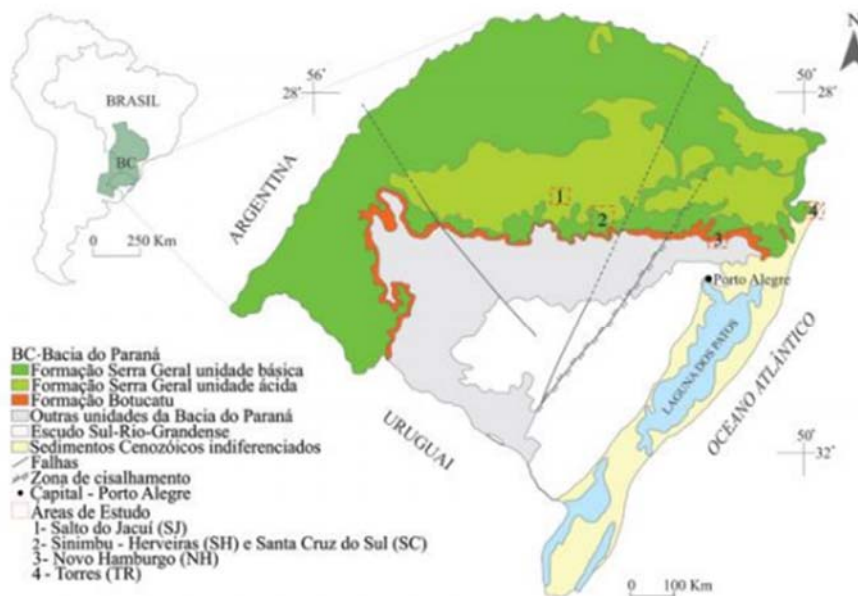 N
BRASIL
BC
0 250 Km
56
28°
50
28°
ARGENTINA
1
2
3
4
Porto Alegre
LAGUNA DOS PATOS
OCEANO ATLÂNTICO
URUGUAI
50
32°
0 100 Km
BC-Bacia do Paraná
Formação Serra Geral unidade básica
Formação Serra Geral unidade ácida
Formação Botucatu
Outras unidades da Bacia do Paraná
Escudo Sul-Rio-Grandense
Sedimentos Cenozóicos indiferenciados
Falhas
Zona de cisalhamento
Capital - Porto Alegre
Áreas de Estudo
1- Salto do Jacuí (SJ)
2- Sinimbu - Herveiras (SH) e Santa Cruz do Sul (SC)
3- Novo Hamburgo (NH)
4 - Torres (TR)